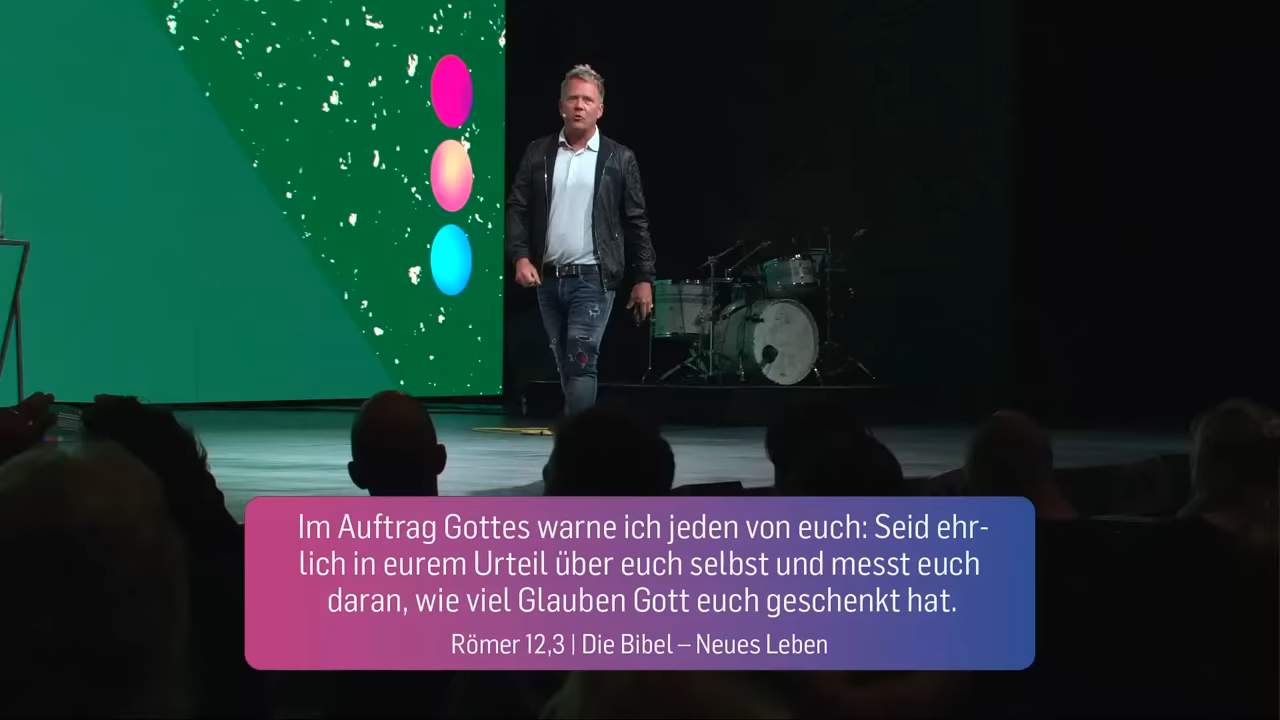 Im Auftrag Gottes warne ich jeden von euch: Seid ehr-
lich in eurem Urteil über euch selbst und messt euch
daran, wie viel Glauben Gott euch geschenkt hat.
Römer 12,3 | Die Bibel – Neues Leben